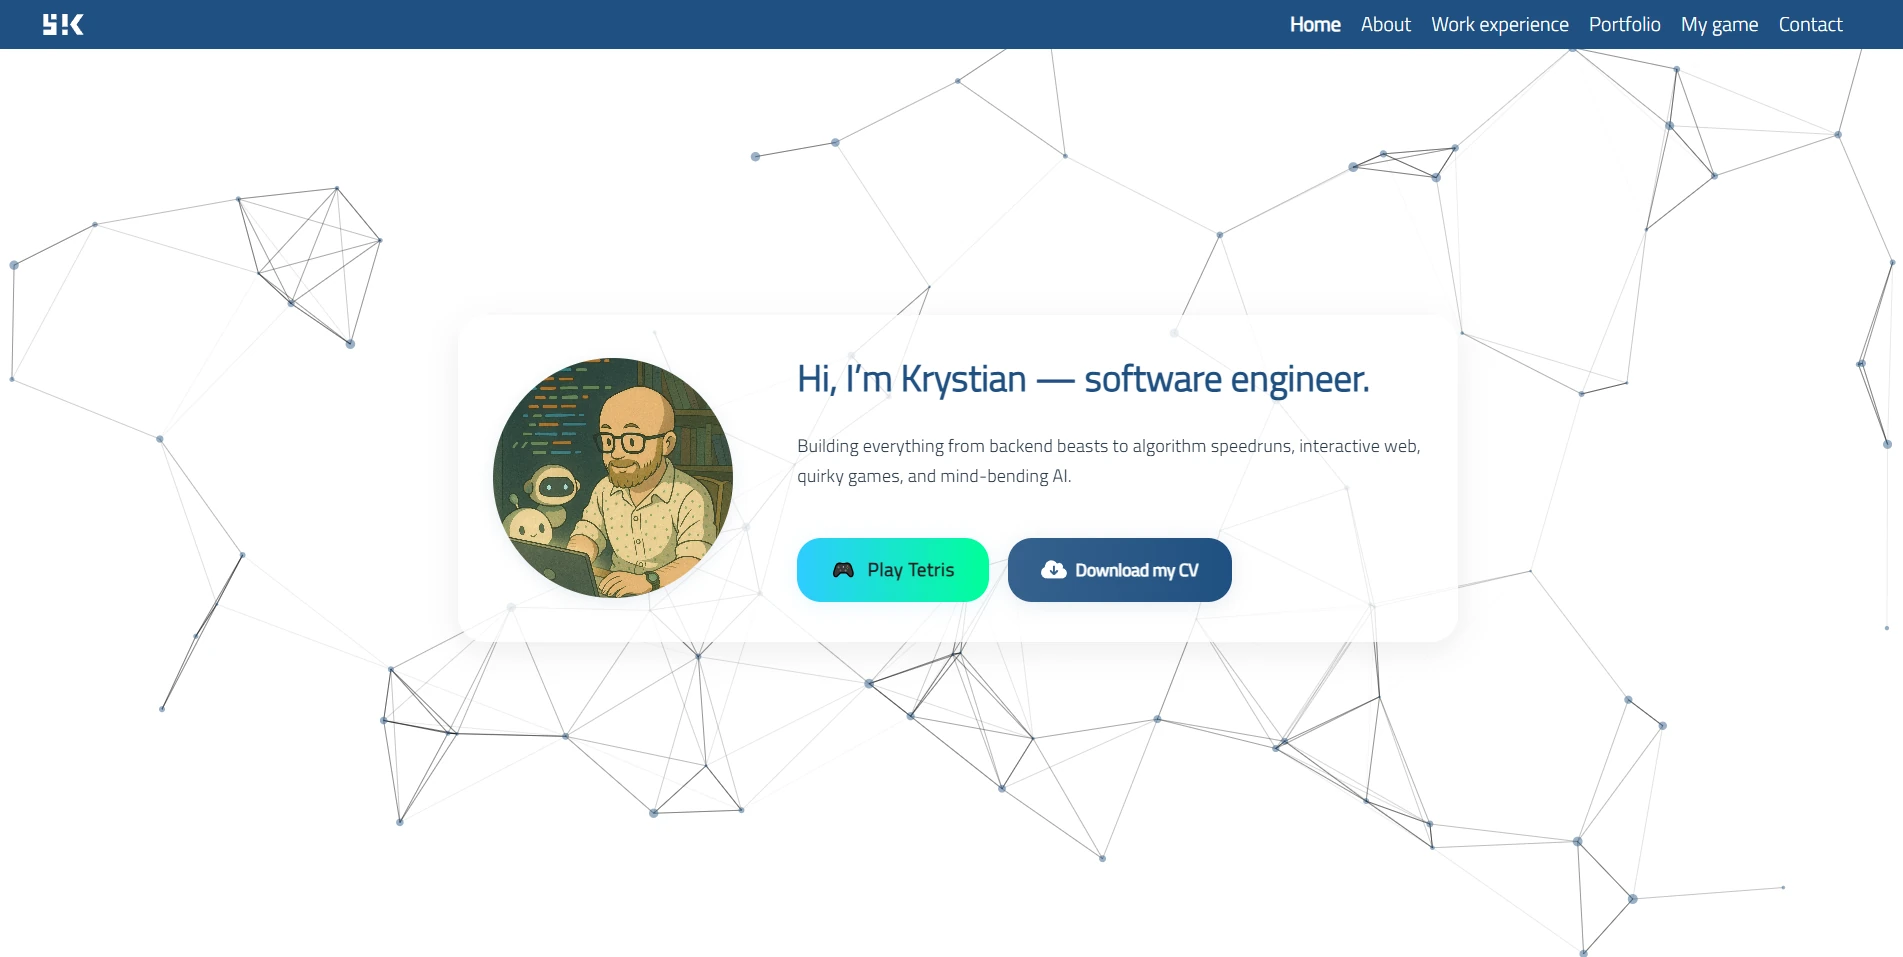 Home About Work experience Portfolio My game Contact
Hi, I’m Krystian — software engineer.
Building everything from backend beasts to algorithm speedruns, interactive web,
quirky games, and mind-bending AI.
Play Tetris
Download my CV